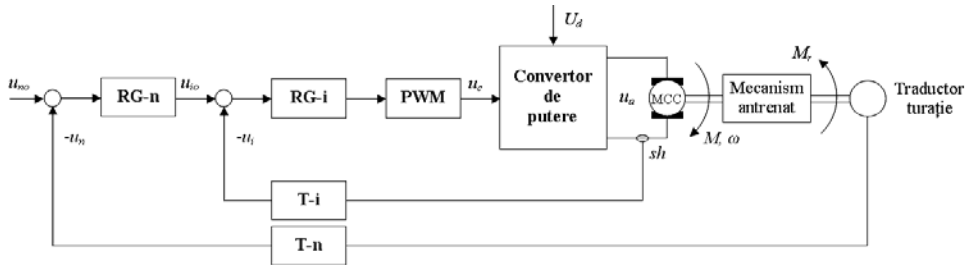 U_d
u_no
RG-n
u_io
RG-i
PWM
u_e
Convertor
de
putere
u_a
MCC
Mecanism
antrenat
M_r
Traductor
turație
-u_n
-u_i
sh
M, ω
T-i
T-n